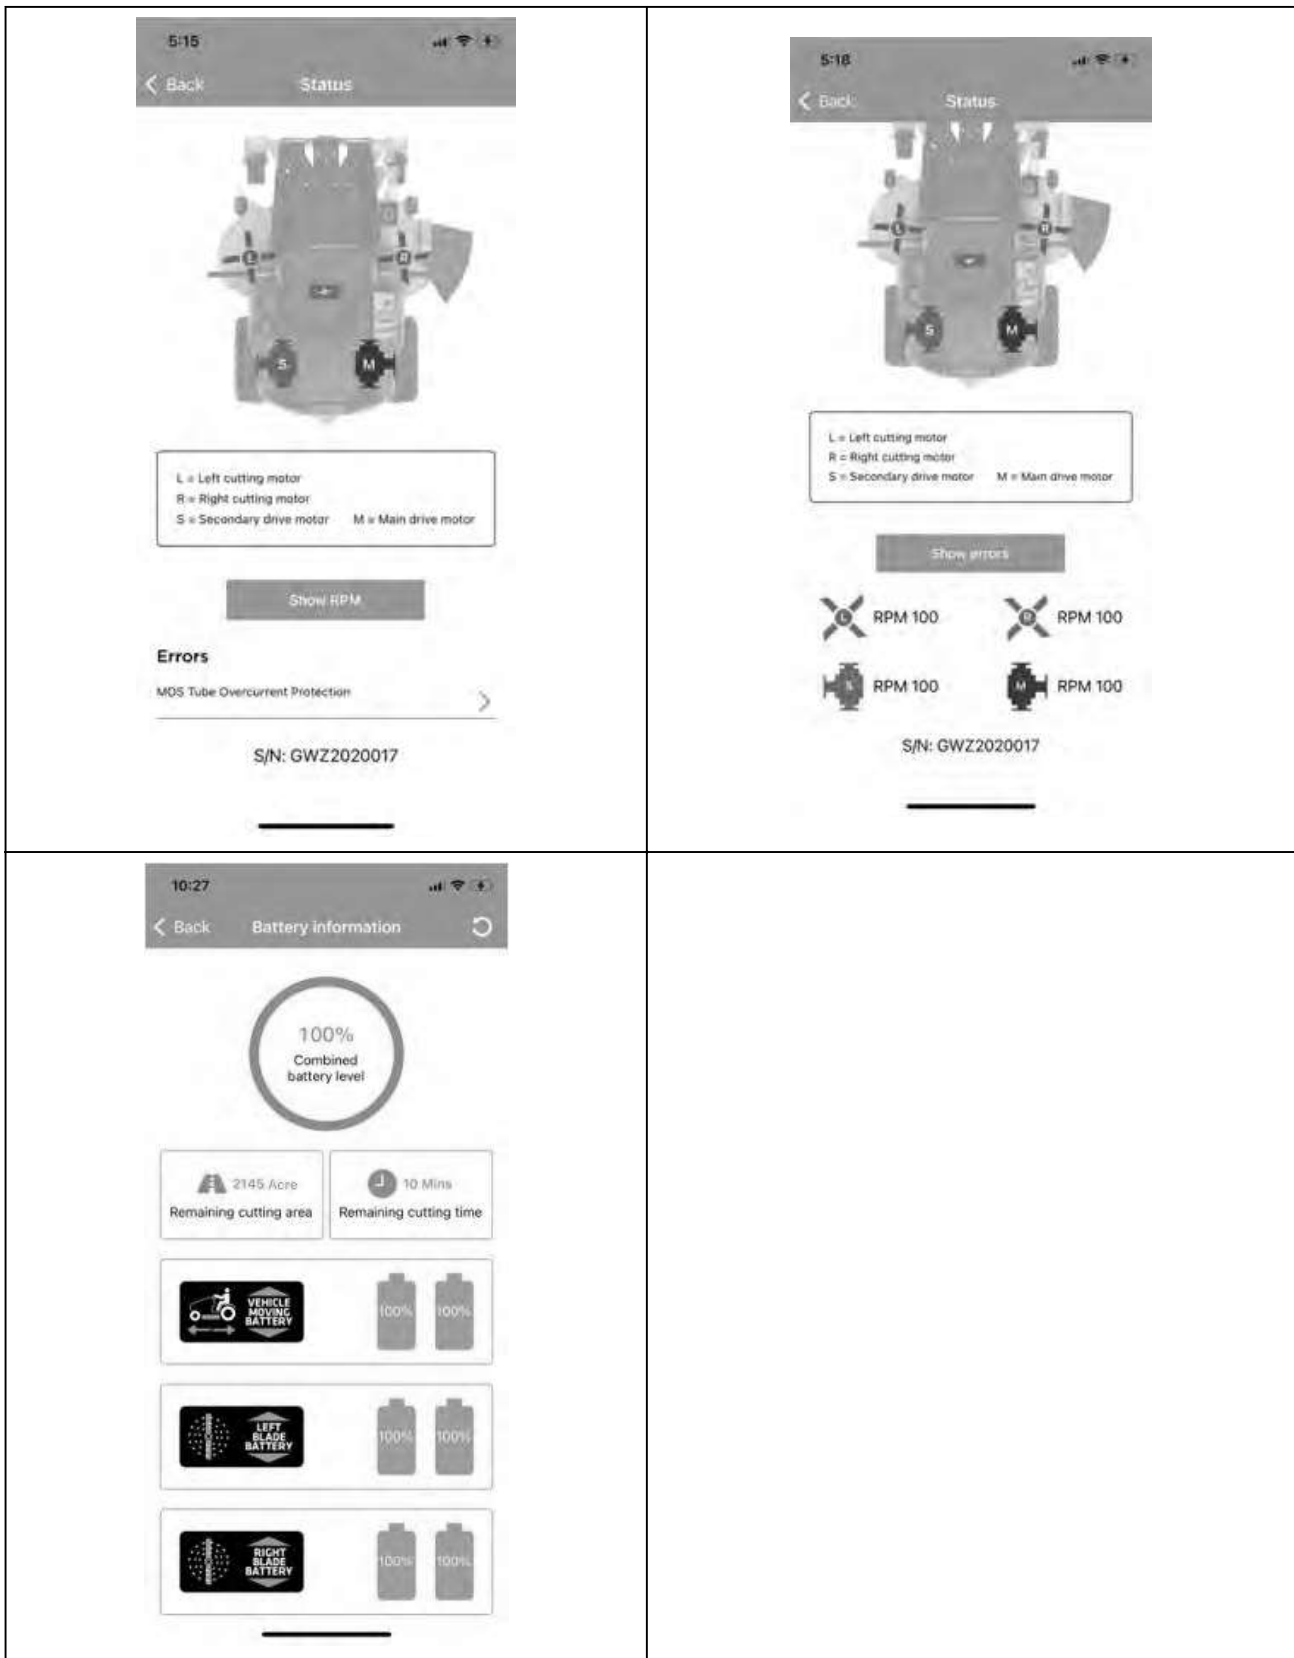 5:15
Back Status
L R
S M
L = Left cutting motor
R = Right cutting motor
S = Secondary drive motor M = Main drive motor
Show RPM
Errors
MOS Tube Overcurrent Protection
S/N: GWZ2020017
5:18
Back Status
L R
S M
L = Left cutting motor
R = Right cutting motor
S = Secondary drive motor M = Main drive motor
Show errors
L RPM 100 R RPM 100
S RPM 100 M RPM 100
S/N: GWZ2020017
10:27
Back Battery information
100%
Combined
battery level
2145 Acre
Remaining cutting area
10 Mins
Remaining cutting time
VEHICLE
MOVING
BATTERY
100% 100%
LEFT
BLADE
BATTERY
100% 100%
RIGHT
BLADE
BATTERY
100% 100%